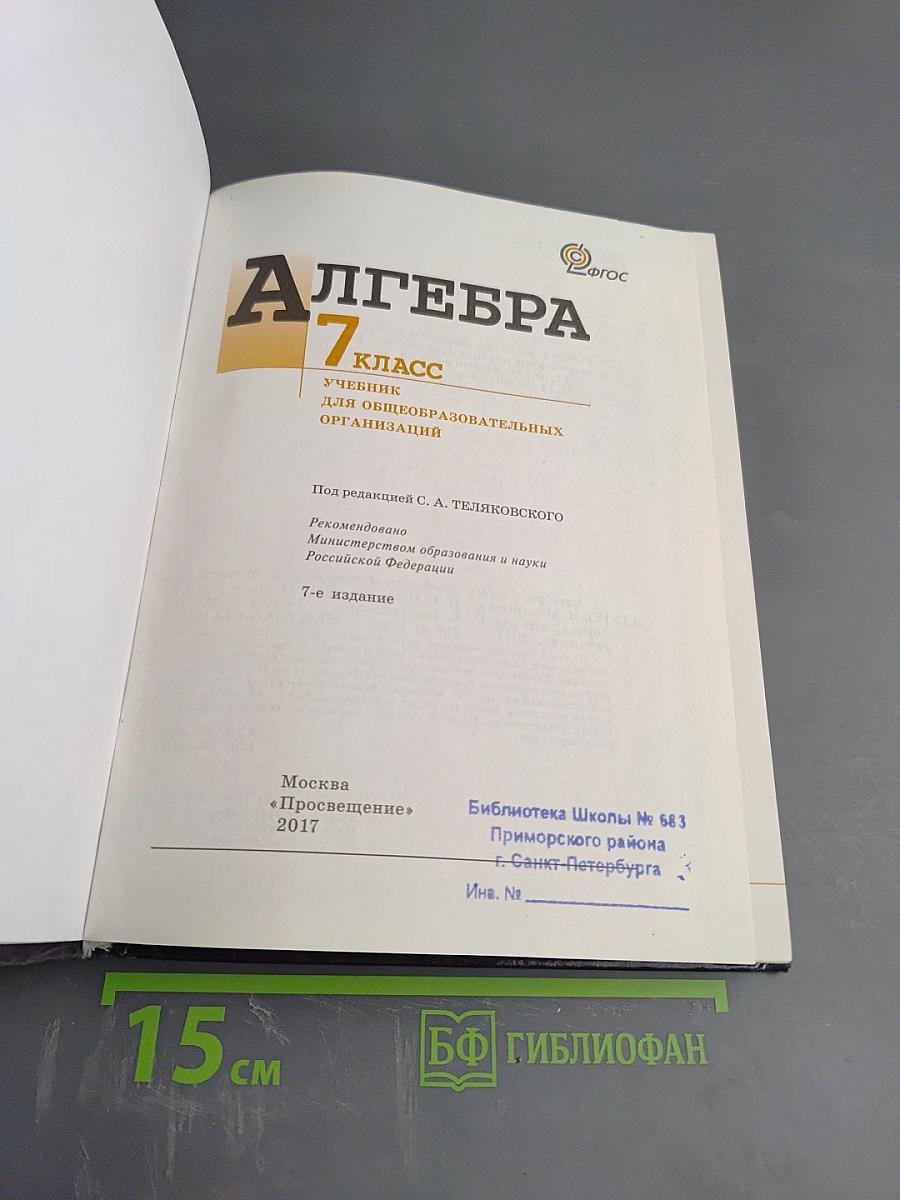 ФГОС
АЛГЕБРА
7 КЛАСС
УЧЕБНИК
ДЛЯ ОБЩЕОБРАЗОВАТЕЛЬНЫХ
ОРГАНИЗАЦИЙ
Под редакцией С. А. ТЕЛЯКОВСКОГО
Рекомендовано
Министерством образования и науки
Российской Федерации
7-е издание
Москва
«Просвещение»
2017
Библиотека Школы № 683
Приморского района
г. Санкт-Петербурга
Инв. №
15 см
БФ ГИБЛИОФАН